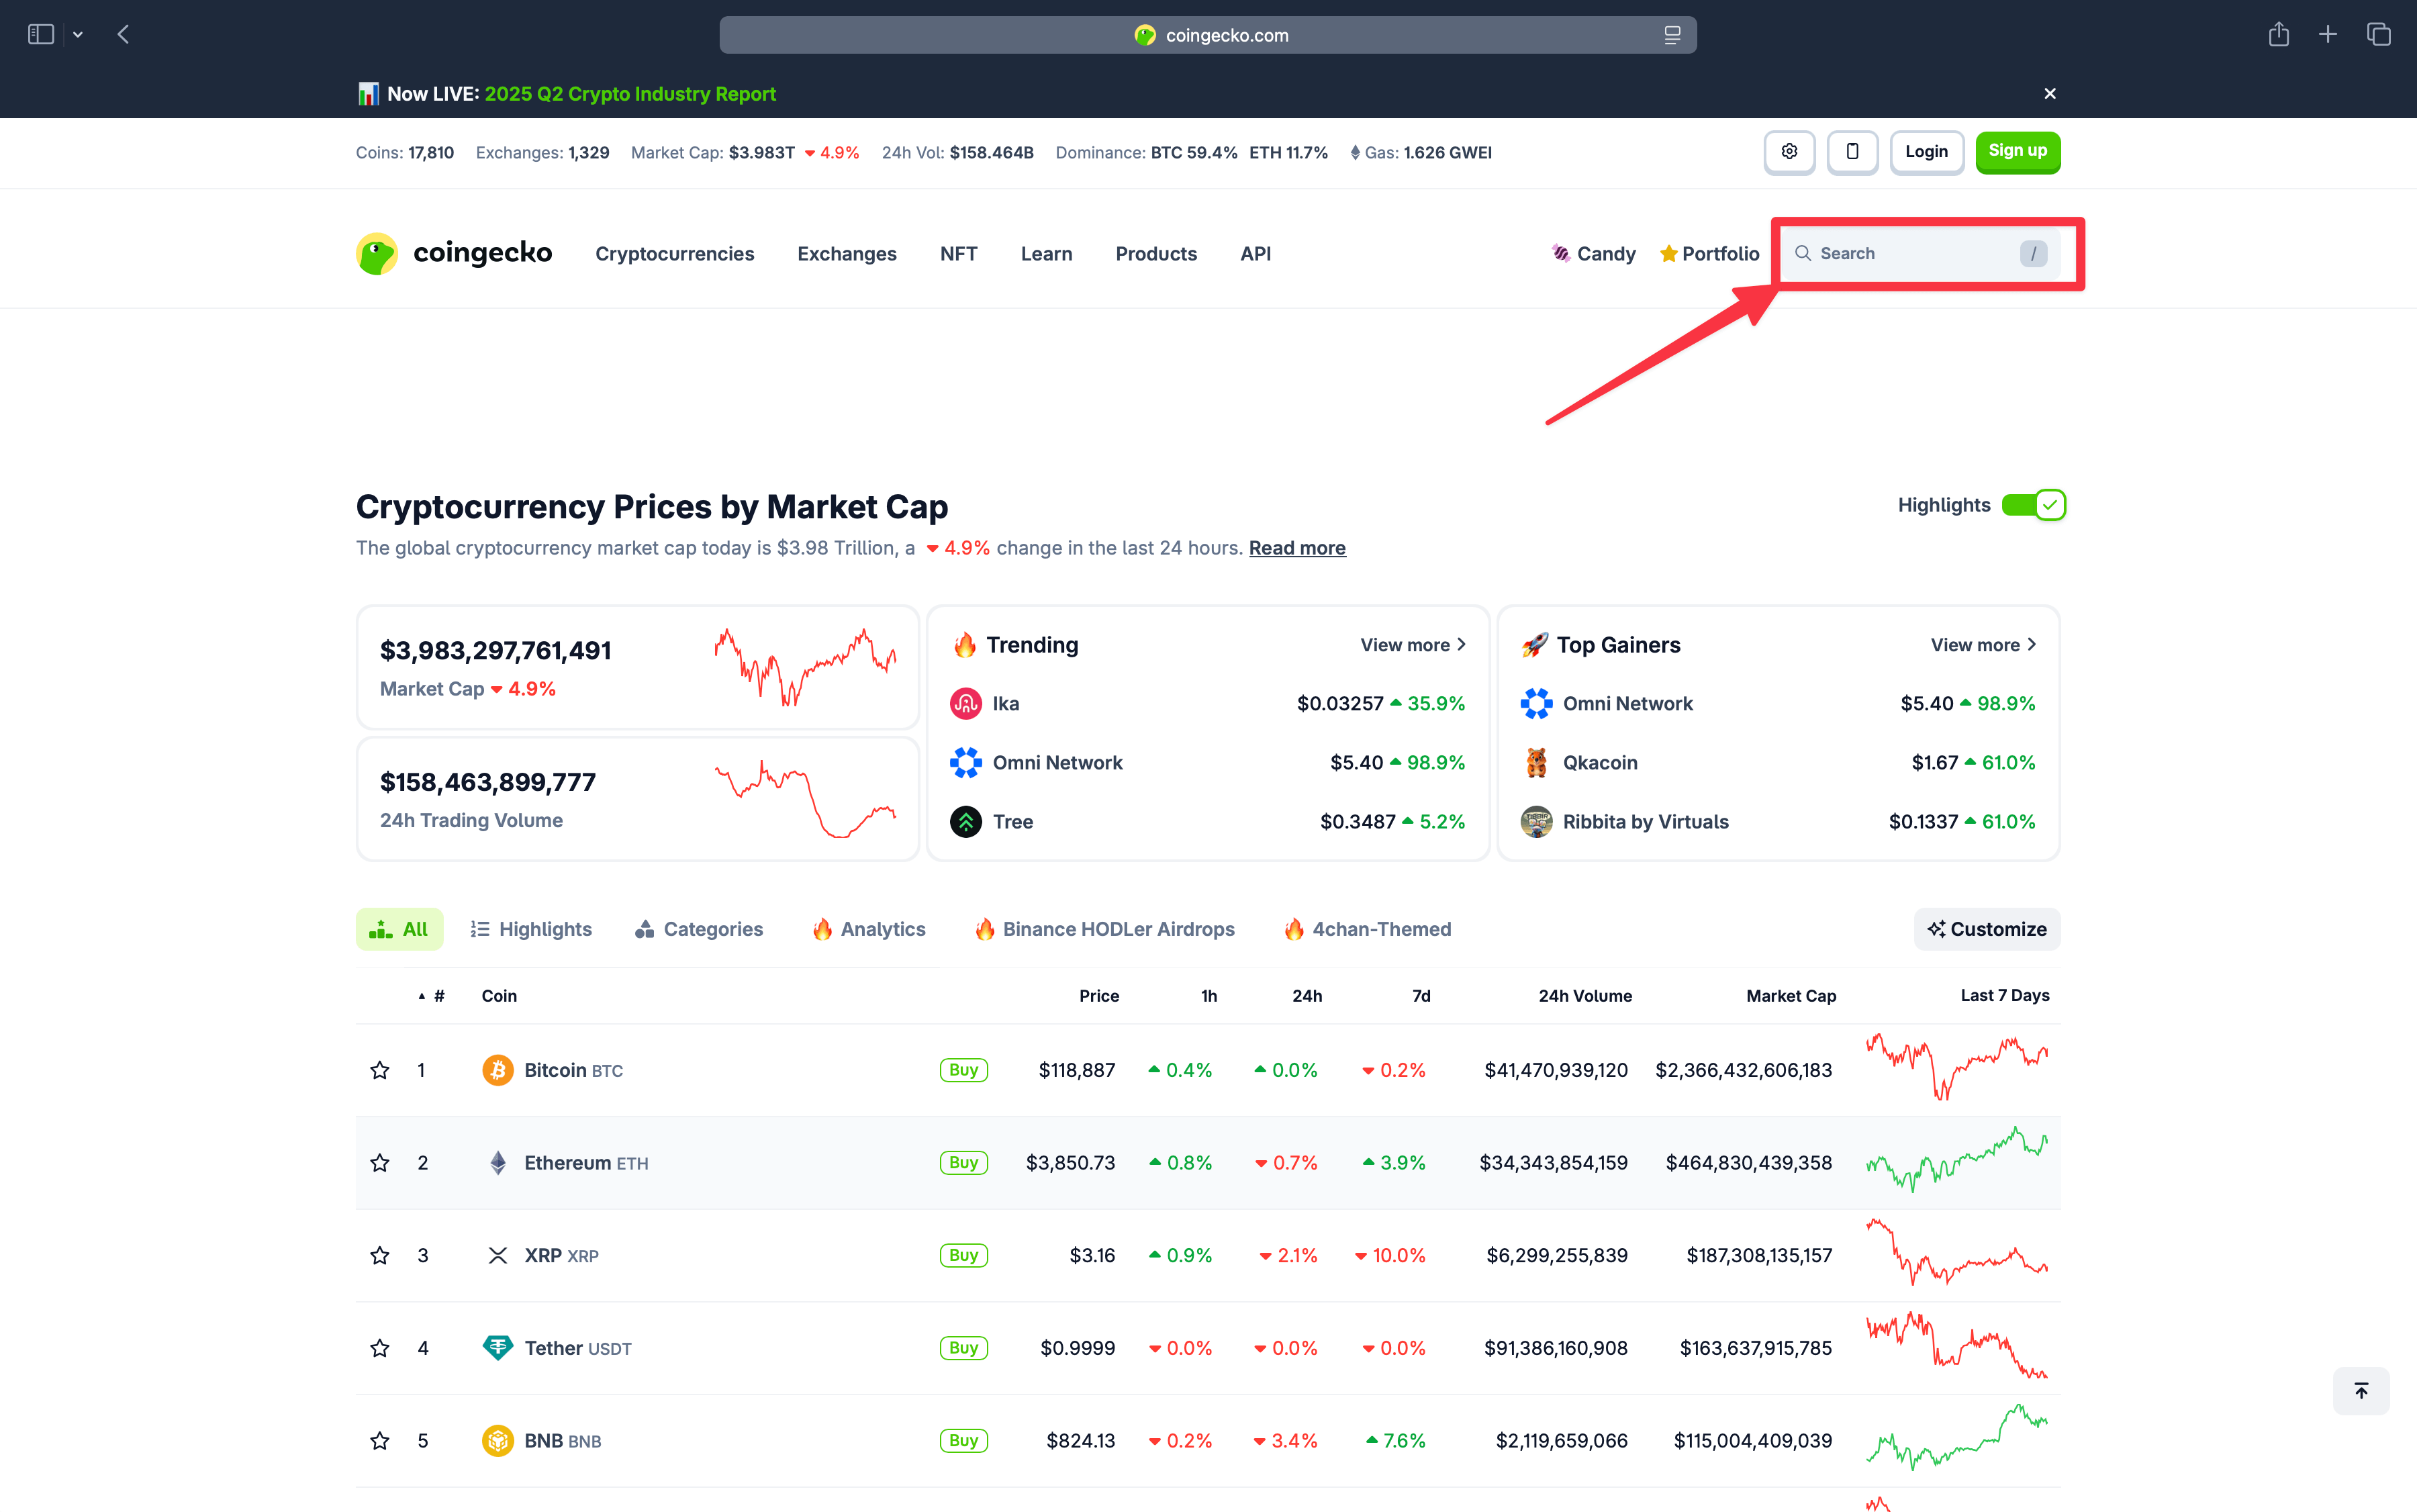 coingecko.com
Now LIVE: 2025 Q2 Crypto Industry Report
Coins: 17,810 Exchanges: 1,329 Market Cap: $3.983T 4.9% 24h Vol: $158.464B Dominance: BTC 59.4% ETH 11.7% Gas: 1.626 GWEI Login Sign up
coingecko Cryptocurrencies Exchanges NFT Learn Products API Candy Portfolio Search /
Cryptocurrency Prices by Market Cap
Highlights
The global cryptocurrency market cap today is $3.98 Trillion, a 4.9% change in the last 24 hours. Read more
$3,983,297,761,491
Market Cap 4.9%
$158,463,899,777
24h Trading Volume
Trending View more
Ika $0.03257 35.9%
Omni Network $5.40 98.9%
Tree $0.3487 5.2%
Top Gainers View more
Omni Network $5.40 98.9%
Qkacoin $1.67 61.0%
Ribbita by Virtuals $0.1337 61.0%
All Highlights Categories Analytics Binance HODLer Airdrops 4chan-Themed Customize
# Coin Price 1h 24h 7d 24h Volume Market Cap Last 7 Days
1 Bitcoin BTC Buy $118,887 0.4% 0.0% 0.2% $41,470,939,120 $2,366,432,606,183
2 Ethereum ETH Buy $3,850.73 0.8% 0.7% 3.9% $34,343,854,159 $464,830,439,358
3 XRP XRP Buy $3.16 0.9% 2.1% 10.0% $6,299,255,839 $187,308,135,157
4 Tether USDT Buy $0.9999 0.0% 0.0% 0.0% $91,386,160,908 $163,637,915,785
5 BNB BNB Buy $824.13 0.2% 3.4% 7.6% $2,119,659,066 $115,004,409,039